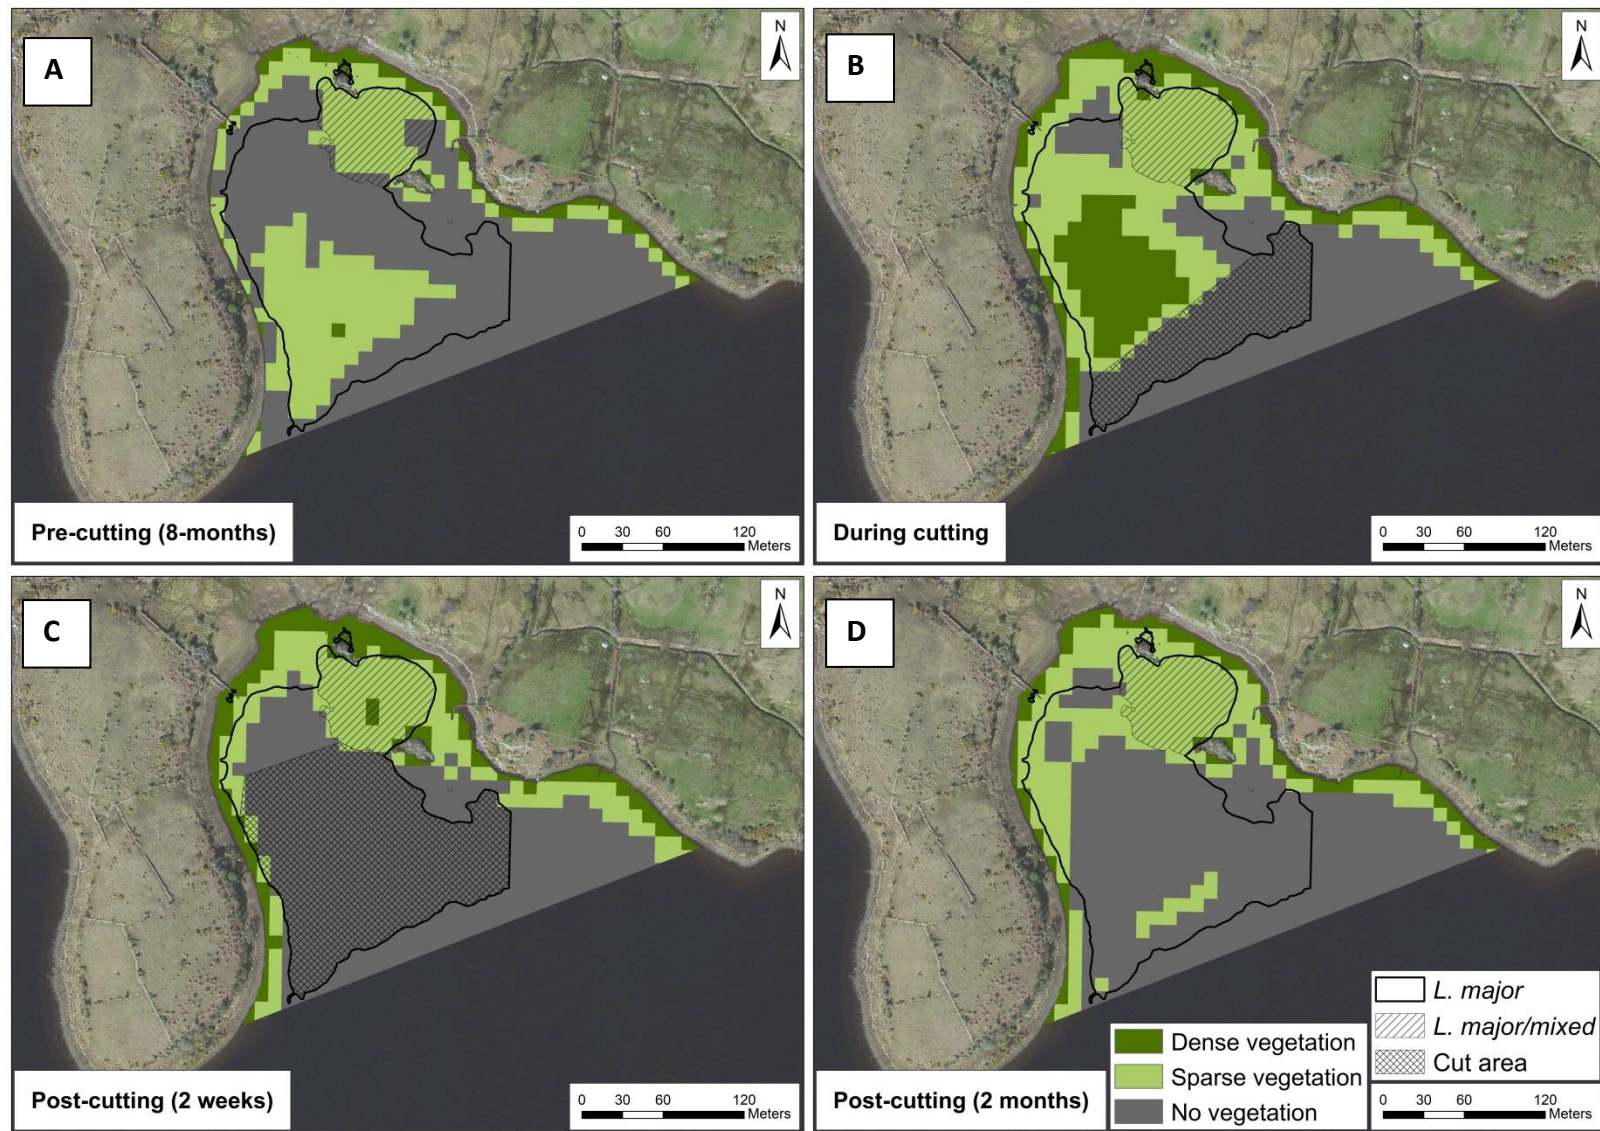 A
N
Pre-cutting (8-months)
0 30 60 120
Meters
B
N
During cutting
0 30 60 120
Meters
C
N
Post-cutting (2 weeks)
0 30 60 120
Meters
D
N
Post-cutting (2 months)
Dense vegetation
Sparse vegetation
No vegetation
L. major
L. major/mixed
Cut area
0 30 60 120
Meters